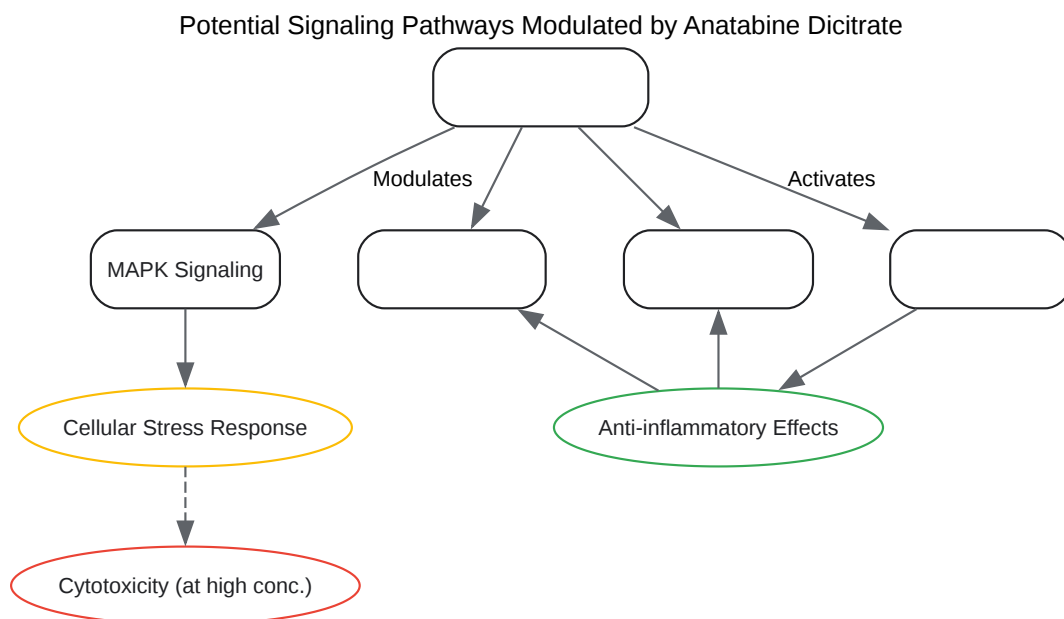 Potential Signaling Pathways Modulated by Anatabine Dicitrate
Modulates
Activates
MAPK Signaling
Cellular Stress Response
Anti-inflammatory Effects
Cytotoxicity (at high conc.)